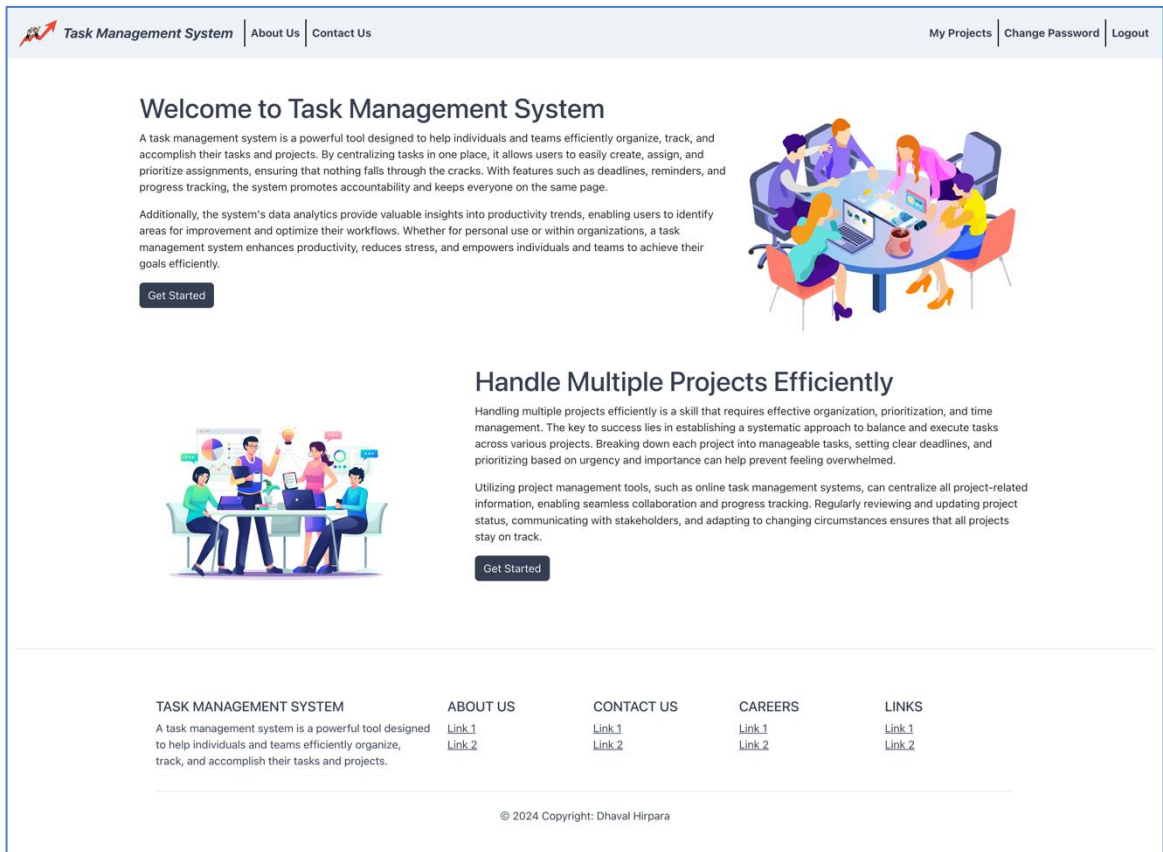 Task Management System About Us Contact Us My Projects Change Password Logout
Welcome to Task Management System
A task management system is a powerful tool designed to help individuals and teams efficiently organize, track, and
accomplish their tasks and projects. By centralizing tasks in one place, it allows users to easily create, assign, and
prioritize assignments, ensuring that nothing falls through the cracks. With features such as deadlines, reminders, and
progress tracking, the system promotes accountability and keeps everyone on the same page.
Additionally, the system's data analytics provide valuable insights into productivity trends, enabling users to identify
areas for improvement and optimize their workflows. Whether for personal use or within organizations, a task
management system enhances productivity, reduces stress, and empowers individuals and teams to achieve their
goals efficiently.
Get Started
Handle Multiple Projects Efficiently
Handling multiple projects efficiently is a skill that requires effective organization, prioritization, and time
management. The key to success lies in establishing a systematic approach to balance and execute tasks
across various projects. Breaking down each project into manageable tasks, setting clear deadlines, and
prioritizing based on urgency and importance can help prevent feeling overwhelmed.
Utilizing project management tools, such as online task management systems, can centralize all project-related
information, enabling seamless collaboration and progress tracking. Regularly reviewing and updating project
status, communicating with stakeholders, and adapting to changing circumstances ensures that all projects
stay on track.
Get Started
TASK MANAGEMENT SYSTEM
A task management system is a powerful tool designed
to help individuals and teams efficiently organize,
track, and accomplish their tasks and projects.
ABOUT US
Link 1
Link 2
CONTACT US
Link 1
Link 2
CAREERS
Link 1
Link 2
LINKS
Link 1
Link 2
© 2024 Copyright: Dhaval Hirpara